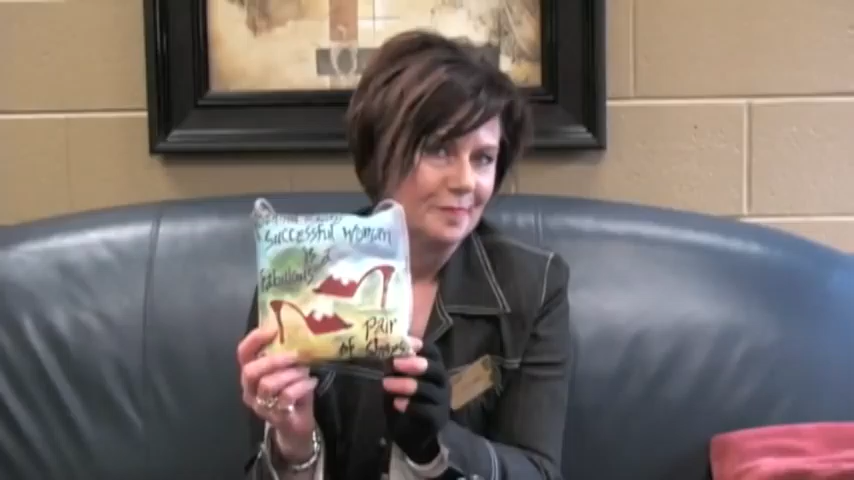 Successful Woman
is a
fabulous
pair
of shoes